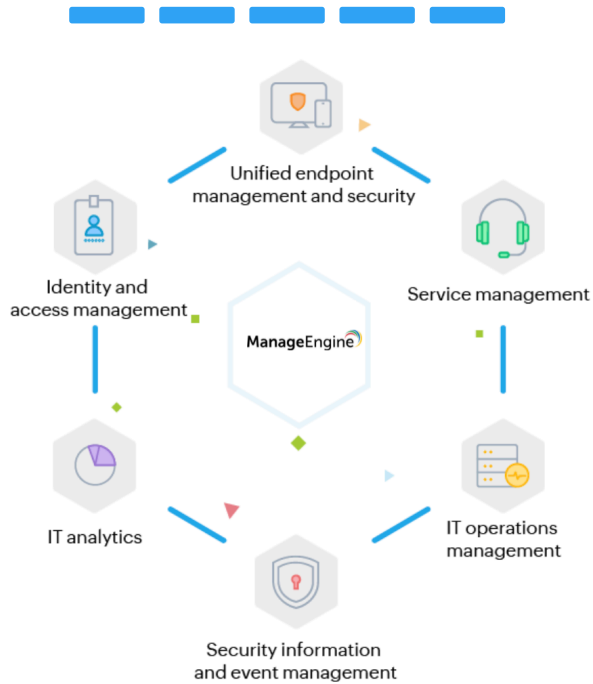 Unified endpoint
management and security
Identity and
access management
Service management
ManageEngine
IT analytics
IT operations
management
Security information
and event management